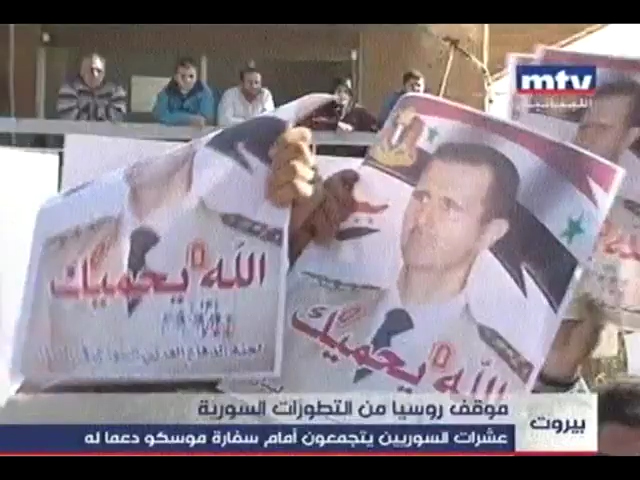 mtv
اللبنانية
الله يحميك
الله يحميك
موقف روسيا من التطورات السورية
بيروت
عشرات السوريين يتجمعون أمام سفارة موسكو دعما له